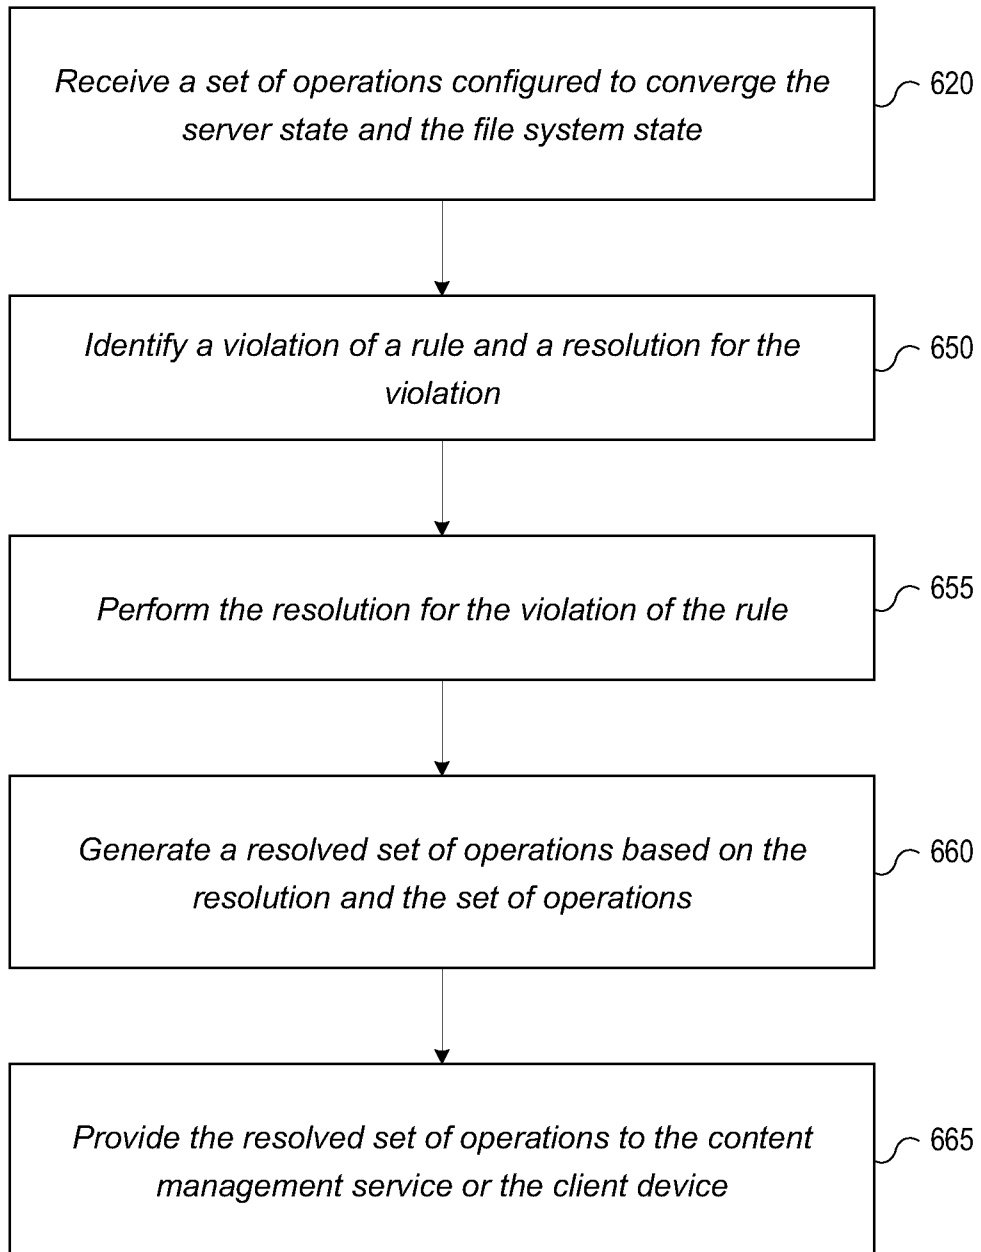 Receive a set of operations configured to converge the
server state and the file system state
620
Identify a violation of a rule and a resolution for the
violation
650
Perform the resolution for the violation of the rule
655
Generate a resolved set of operations based on the
resolution and the set of operations
660
Provide the resolved set of operations to the content
management service or the client device
665